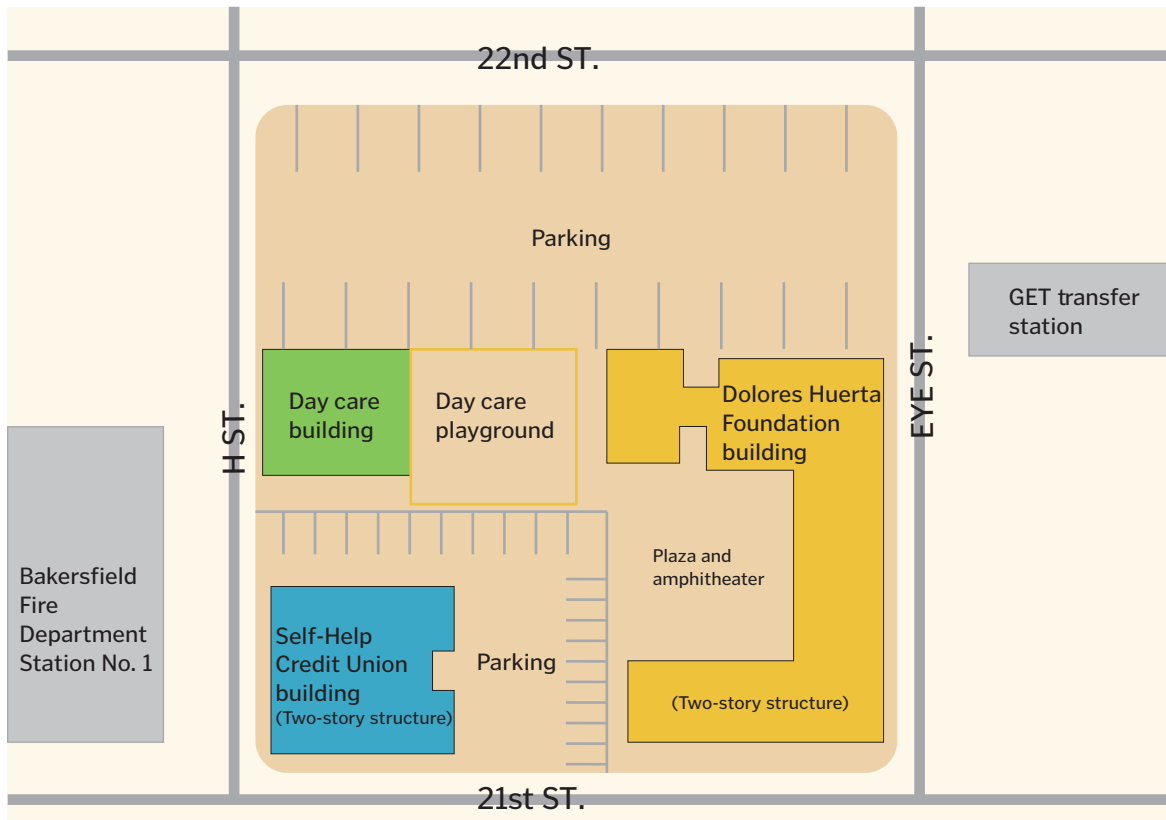 22nd ST.
Parking
GET transfer
station
H ST.
EYE ST.
Day care
building
Day care
playground
Dolores Huerta
Foundation
building
Bakersfield
Fire
Department
Station No. 1
Plaza and
amphitheater
Self-Help
Credit Union
building
(Two-story structure)
Parking
(Two-story structure)
21st ST.